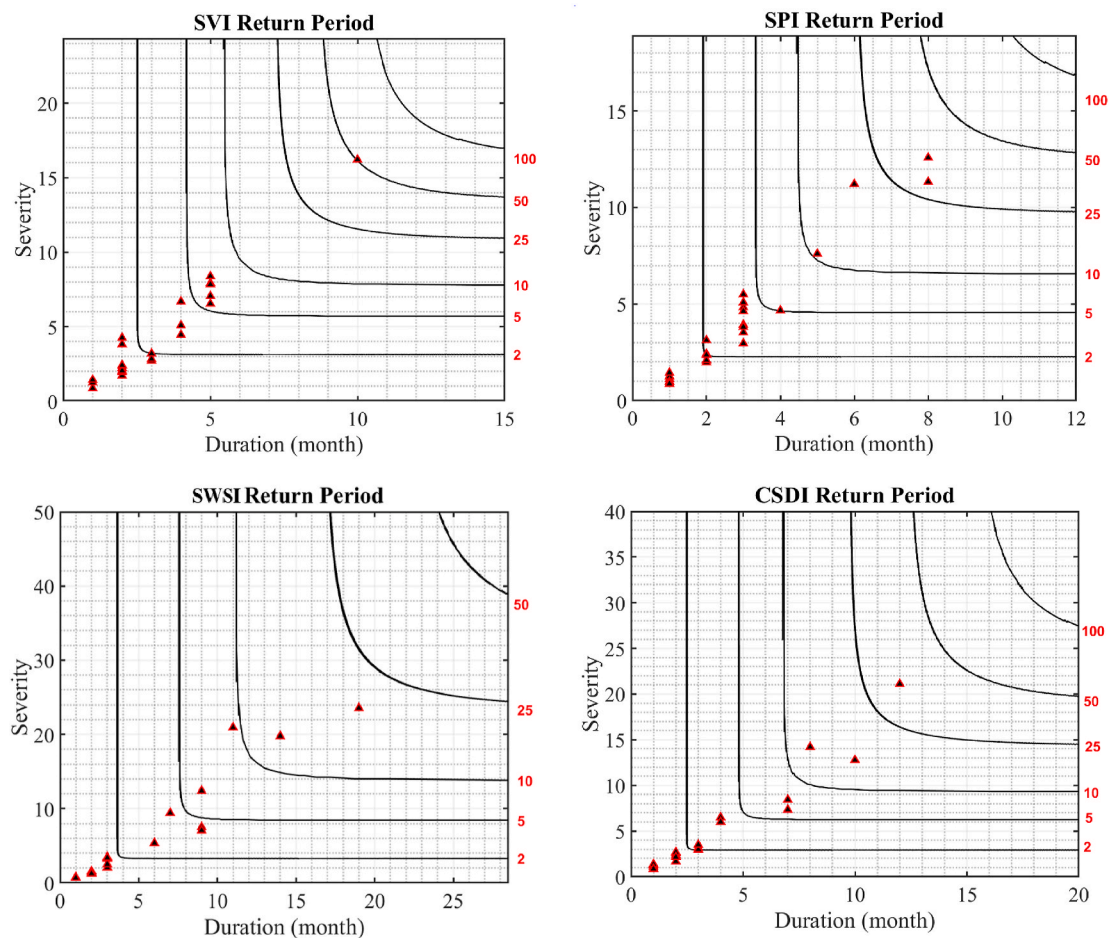 SVI Return Period
Severity
20
15
10
5
0
0 5 10 15
Duration (month)
100
50
25
10
5
2
SPI Return Period
Severity
15
10
5
0
0 2 4 6 8 10 12
Duration (month)
100
50
25
10
5
2
SWSI Return Period
Severity
50
40
30
20
10
0
0 5 10 15 20 25
Duration (month)
50
25
10
5
2
CSDI Return Period
Severity
40
35
30
25
20
15
10
5
0
0 5 10 15 20
Duration (month)
100
50
25
10
5
2